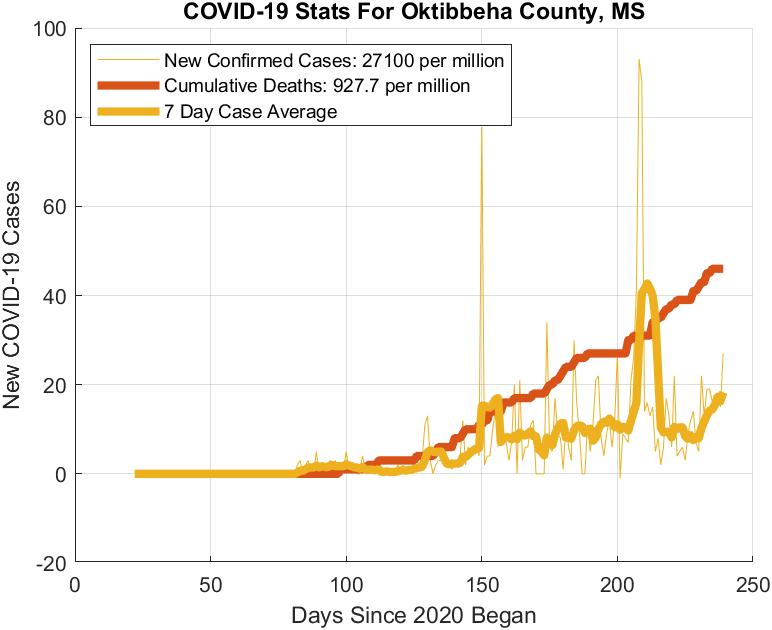 COVID-19 Stats For Oktibbeha County, MS
100
80
60
40
20
0
-20
New Confirmed Cases: 27100 per million
Cumulative Deaths: 927.7 per million
7 Day Case Average
New COVID-19 Cases
0 50 100 150 200 250
Days Since 2020 Began